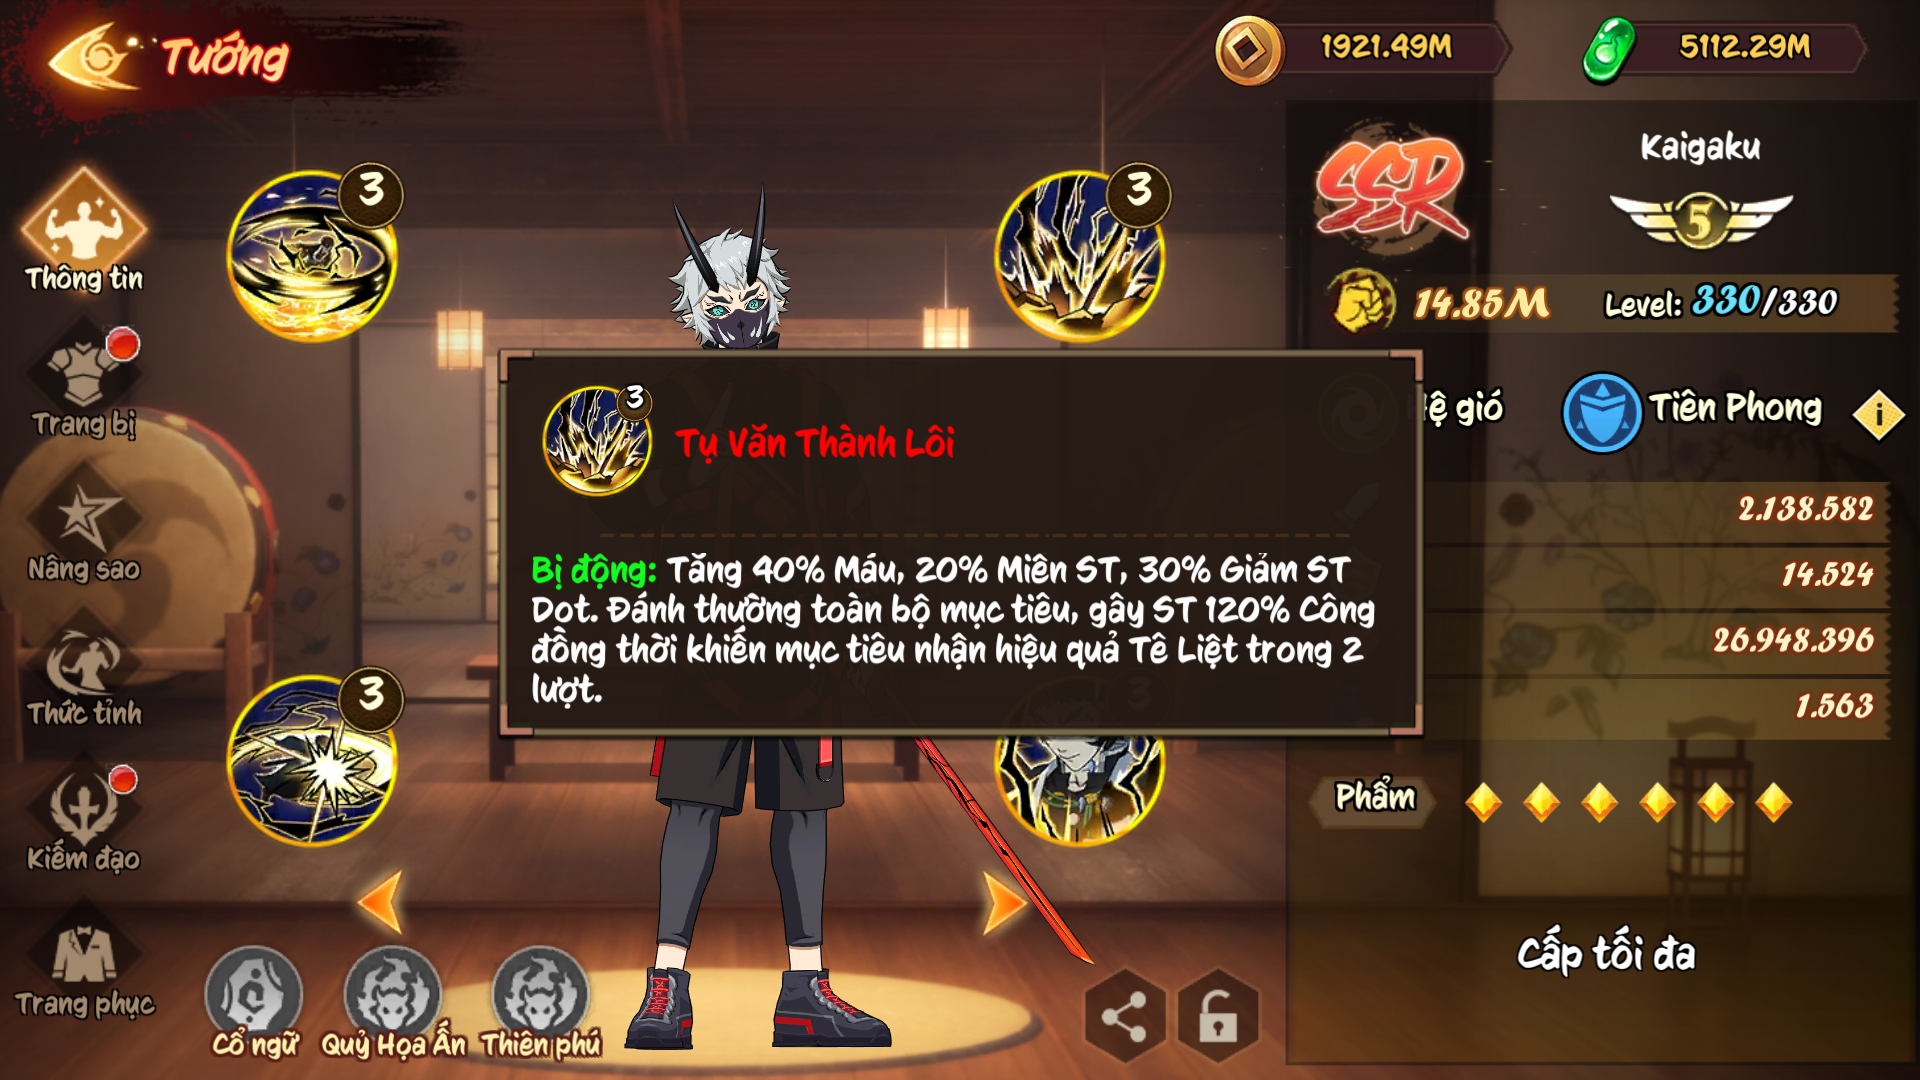 Tướng
1921.49M
5112.29M
Thông tin
3
3
SSR
Kaigaku
5
14.85M
Level: 330/330
Trang bị
ệ gió
Tiên Phong
i
3
Tụ Văn Thành Lôi
Bị động: Tăng 40% Máu, 20% Miên ST, 30% Giảm ST
Dot. Đánh thường toàn bộ mục tiêu, gây ST 120% Công
đồng thời khiến mục tiêu nhận hiệu quả Tê Liệt trong 2
lượt.
2.138.582
14.524
26.948.396
1.563
Nâng sao
Thức tỉnh
3
3
Phẩm
Kiếm đạo
Cấp tối đa
Trang phục
Cổ ngữ
Quỷ Họa Ấn
Thiên phú